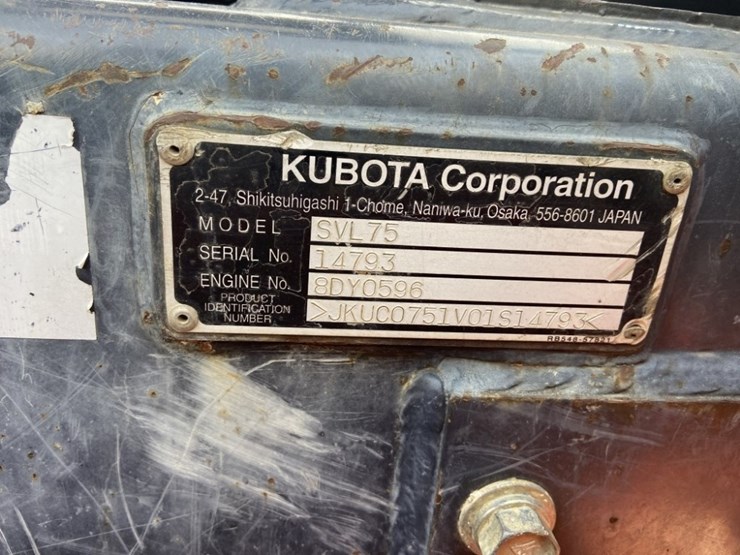 KUBOTA Corporation
2-47, Shikitsuhigashi 1-Chome, Naniwa-ku, Osaka, 556-8601 JAPAN
MODEL SVL75
SERIAL No. 14793
ENGINE No. 8DY0596
PRODUCT
IDENTIFICATION
NUMBER >JKUC0751V01S14793<